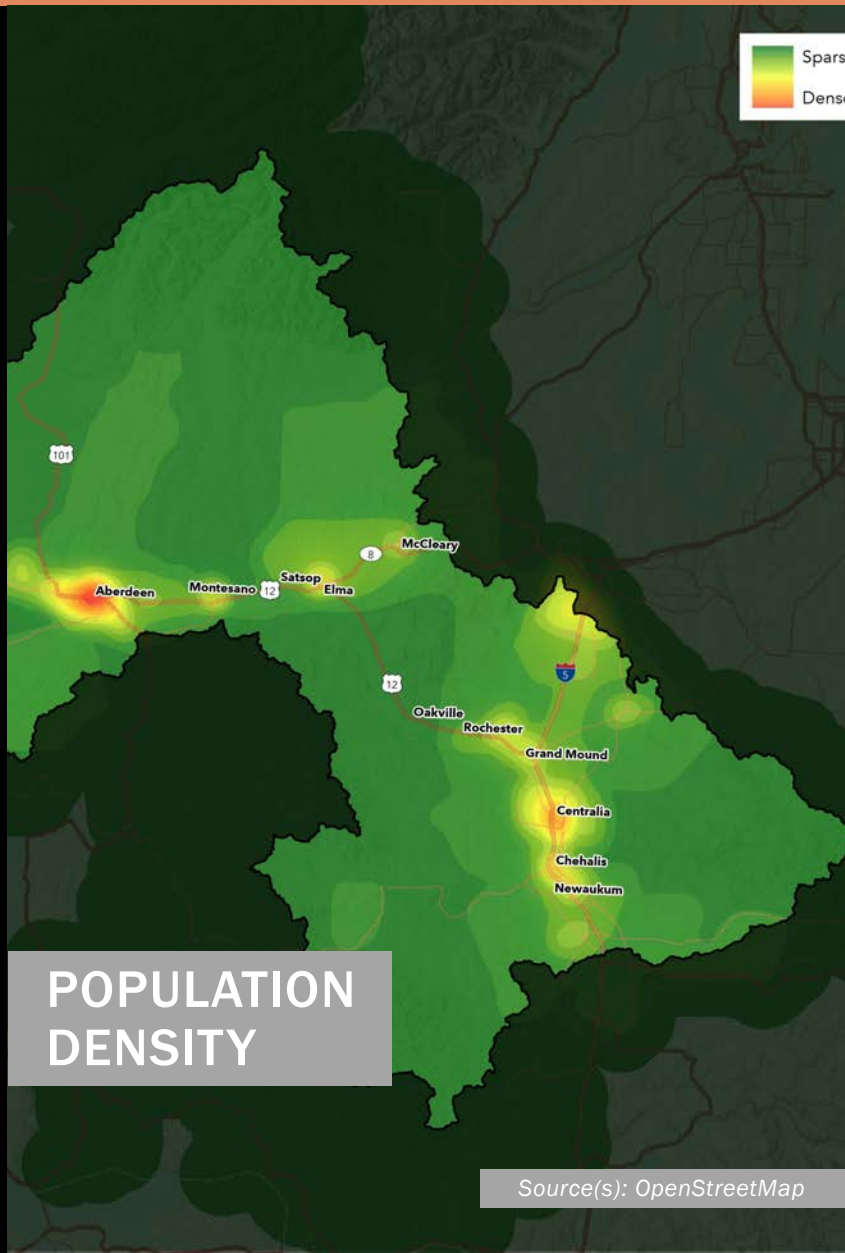 Spars
Dense
101
McCleary
8
Satsop
Montesano
12
Elma
Aberdeen
5
12
Oakville
Rochester
Grand Mound
Centralia
Chehalis
Newaukum
POPULATION
DENSITY
Source(s): OpenStreetMap